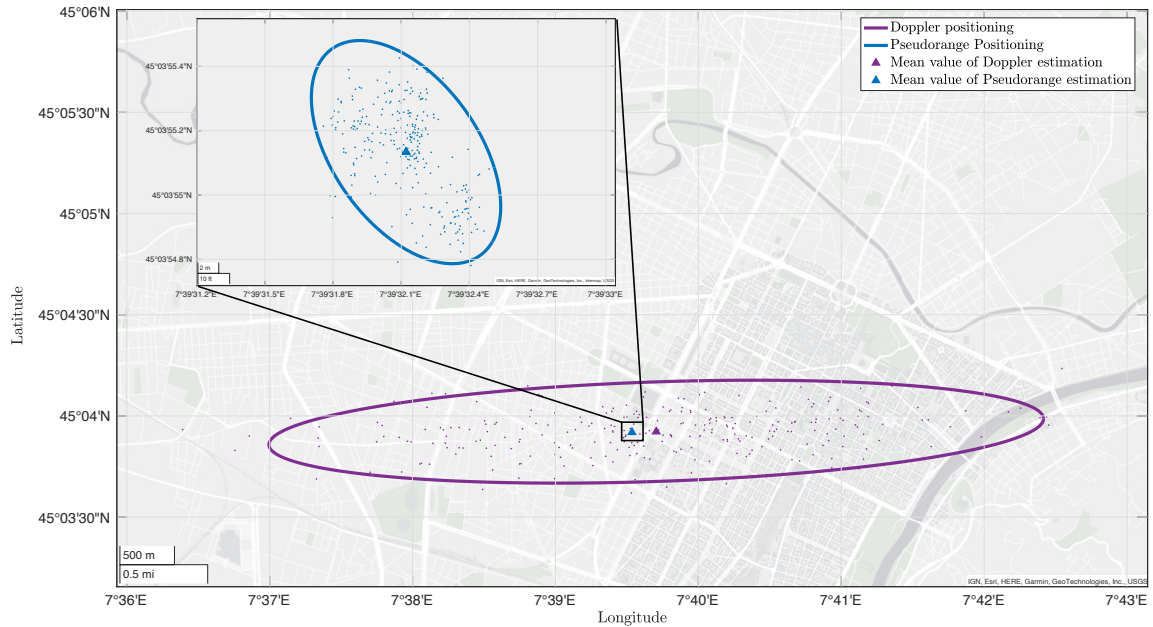 45°06'N
45°05'30"N
45°05'N
45°04'30"N
45°04'N
45°03'30"N
Latitude
45°03'55.4"N
45°03'55.2"N
45°03'55"N
45°03'54.8"N
2 m
10 ft
IGN, Esri, HERE, Garmin, GeoTechnologies, Inc., Intermap, USGS
7°39'31.2"E
7°39'31.5"E
7°39'31.8"E
7°39'32.1"E
7°39'32.4"E
7°39'32.7"E
7°39'33"E
Doppler positioning
Pseudorange Positioning
Mean value of Doppler estimation
Mean value of Pseudorange estimation
500 m
0.5 mi
IGN, Esri, HERE, Garmin, GeoTechnologies, Inc., USGS
7°36'E
7°37'E
7°38'E
7°39'E
7°40'E
7°41'E
7°42'E
7°43'E
Longitude